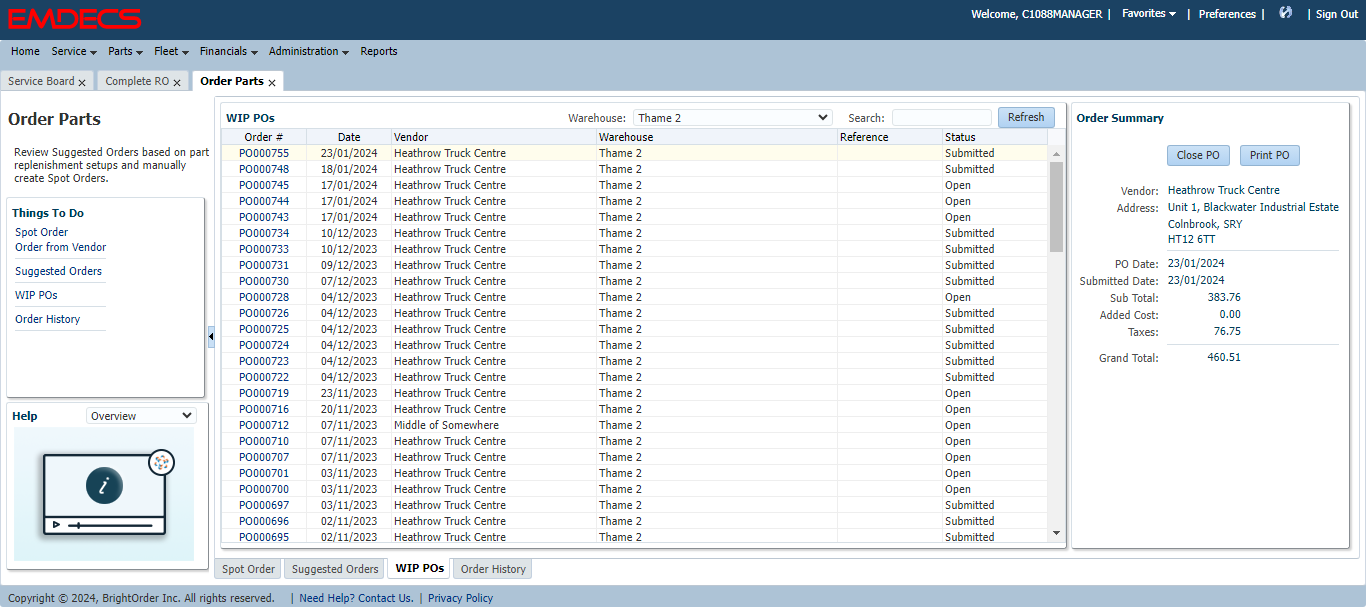 EMDECS
Welcome, C1088MANAGER | Favorites | Preferences | | Sign Out
Home Service Parts Fleet Financials Administration Reports
Service Board x Complete RO x Order Parts x
Order Parts
Review Suggested Orders based on part
replenishment setups and manually
create Spot Orders.
Things To Do
Spot Order
Order from Vendor
Suggested Orders
WIP POs
Order History
Help Overview
i
WIP POs Warehouse: Thame 2 Search: Refresh
Order # Date Vendor Warehouse Reference Status
PO000755 23/01/2024 Heathrow Truck Centre Thame 2 Submitted
PO000748 18/01/2024 Heathrow Truck Centre Thame 2 Submitted
PO000745 17/01/2024 Heathrow Truck Centre Thame 2 Open
PO000744 17/01/2024 Heathrow Truck Centre Thame 2 Open
PO000743 17/01/2024 Heathrow Truck Centre Thame 2 Open
PO000734 10/12/2023 Heathrow Truck Centre Thame 2 Submitted
PO000733 10/12/2023 Heathrow Truck Centre Thame 2 Submitted
PO000731 09/12/2023 Heathrow Truck Centre Thame 2 Submitted
PO000730 07/12/2023 Heathrow Truck Centre Thame 2 Submitted
PO000728 04/12/2023 Heathrow Truck Centre Thame 2 Open
PO000726 04/12/2023 Heathrow Truck Centre Thame 2 Submitted
PO000725 04/12/2023 Heathrow Truck Centre Thame 2 Submitted
PO000724 04/12/2023 Heathrow Truck Centre Thame 2 Submitted
PO000723 04/12/2023 Heathrow Truck Centre Thame 2 Submitted
PO000722 04/12/2023 Heathrow Truck Centre Thame 2 Submitted
PO000719 23/11/2023 Heathrow Truck Centre Thame 2 Open
PO000716 20/11/2023 Heathrow Truck Centre Thame 2 Open
PO000712 07/11/2023 Middle of Somewhere Thame 2 Open
PO000710 07/11/2023 Heathrow Truck Centre Thame 2 Open
PO000707 07/11/2023 Heathrow Truck Centre Thame 2 Open
PO000701 03/11/2023 Heathrow Truck Centre Thame 2 Open
PO000700 03/11/2023 Heathrow Truck Centre Thame 2 Open
PO000697 03/11/2023 Heathrow Truck Centre Thame 2 Submitted
PO000696 02/11/2023 Heathrow Truck Centre Thame 2 Submitted
PO000695 02/11/2023 Heathrow Truck Centre Thame 2 Submitted
Order Summary
Close PO Print PO
Vendor: Heathrow Truck Centre
Address: Unit 1, Blackwater Industrial Estate
Colnbrook, SRY
HT12 6TT
PO Date: 23/01/2024
Submitted Date: 23/01/2024
Sub Total: 383.76
Added Cost: 0.00
Taxes: 76.75
Grand Total: 460.51
Spot Order Suggested Orders WIP POs Order History
Copyright © 2024, BrightOrder Inc. All rights reserved. | Need Help? Contact Us. | Privacy Policy